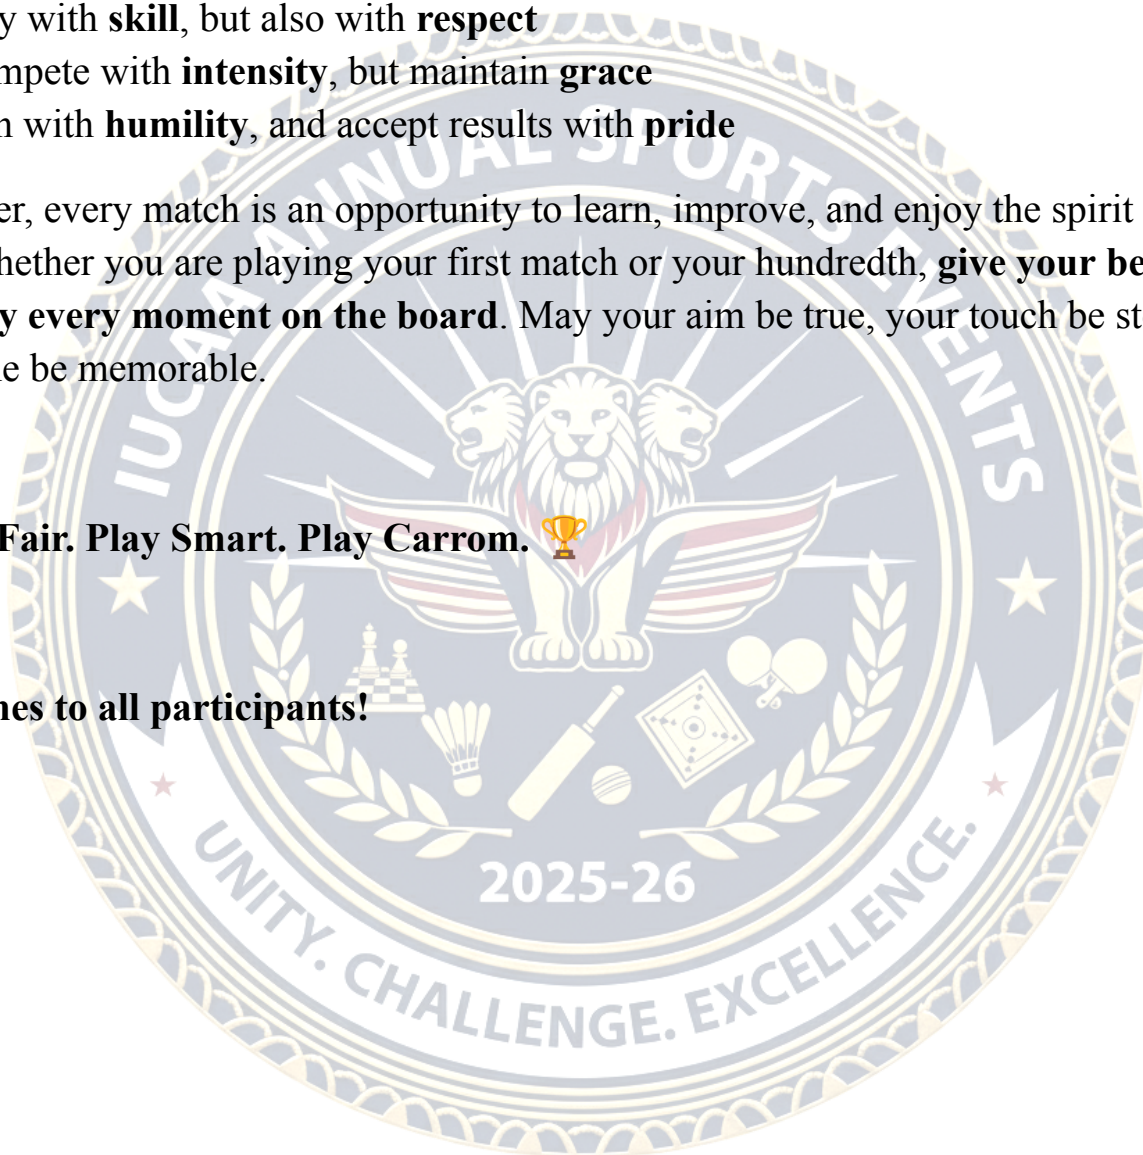 y with skill, but also with respect
mpete with intensity, but maintain grace
n with humility, and accept results with pride
er, every match is an opportunity to learn, improve, and enjoy the spirit
hether you are playing your first match or your hundredth, give your be
y every moment on the board. May your aim be true, your touch be st
e be memorable.
Fair. Play Smart. Play Carrom. 🏆
hes to all participants!
IUCAA ANNUAL SPORTS EVENTS
2025-26
UNITY. CHALLENGE. EXCELLENCE.